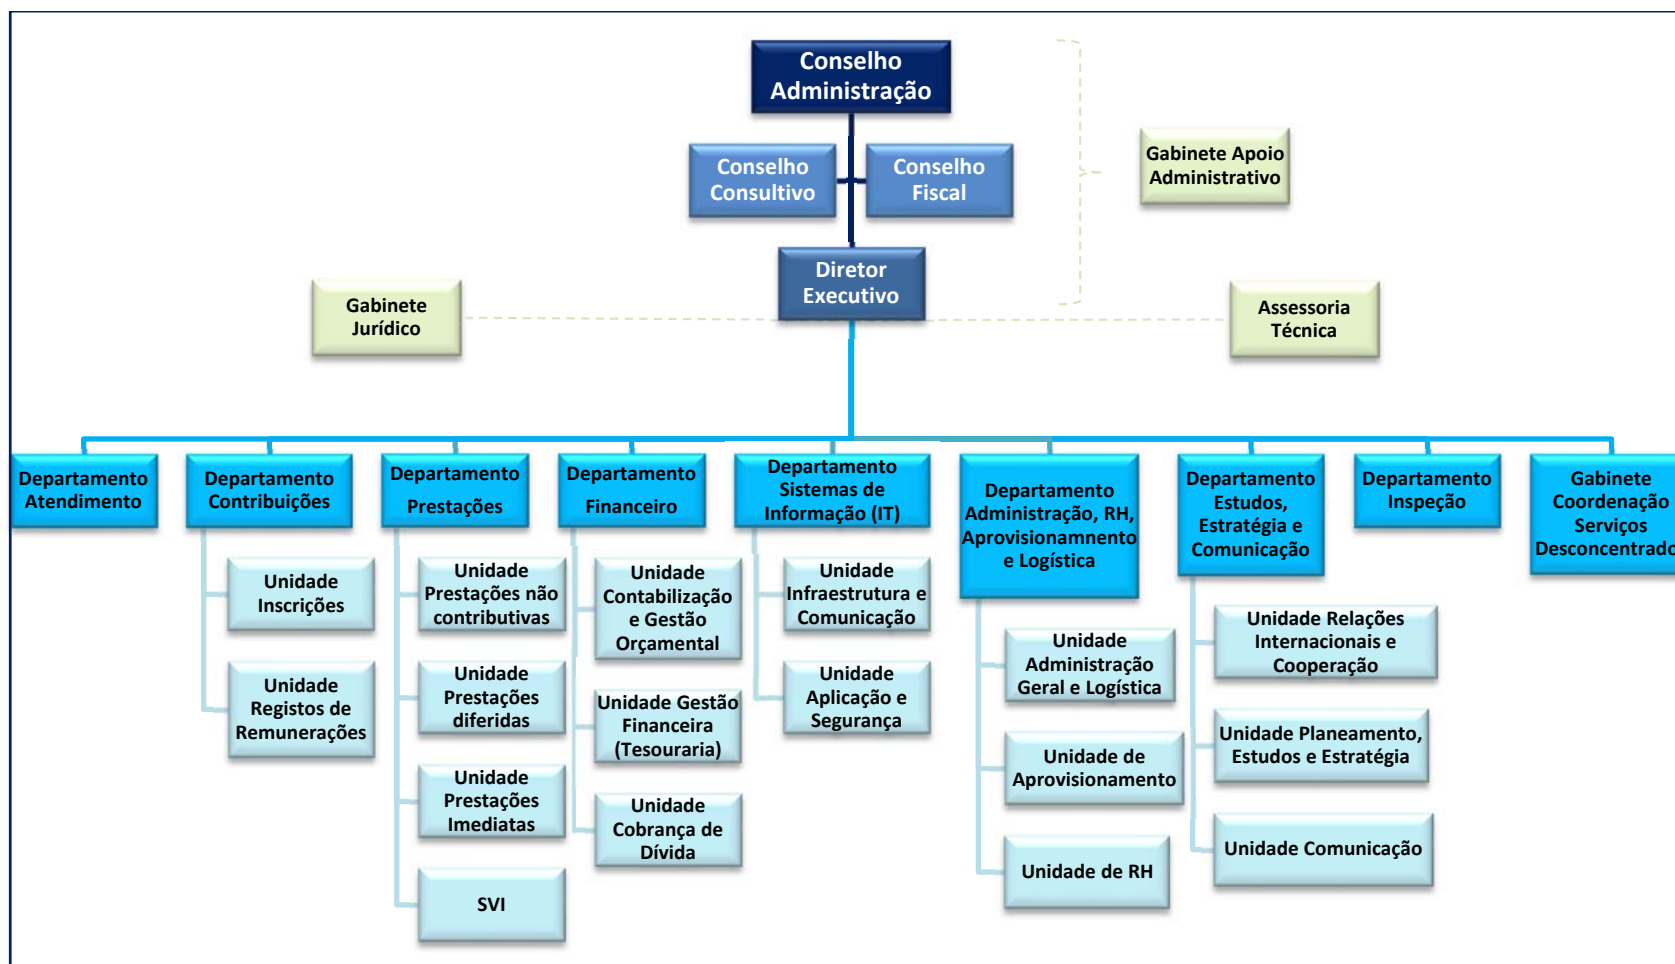 Conselho
Administração
Conselho
Consultivo
Conselho
Fiscal
Gabinete Apoio
Administrativo
Diretor
Executivo
Gabinete
Jurídico
Assessoria
Técnica
Departamento
Atendimento
Departamento
Contribuições
Departamento
Prestações
Departamento
Financeiro
Departamento
Sistemas de
Informação (IT)
Departamento
Administração, RH,
Aprovisionamnento
e Logística
Departamento
Estudos,
Estratégia e
Comunicação
Departamento
Inspeção
Gabinete
Coordenação
Serviços
Desconcentrado
Unidade
Inscrições
Unidade
Registos de
Remunerações
Unidade
Prestações não
contributivas
Unidade
Prestações
diferidas
Unidade
Prestações
Imediatas
SVI
Unidade
Contabilização
e Gestão
Orçamental
Unidade Gestão
Financeira
(Tesouraria)
Unidade
Cobrança de
Dívida
Unidade
Infraestrutura e
Comunicação
Unidade
Aplicação e
Segurança
Unidade
Administração
Geral e Logística
Unidade de
Aprovisionamento
Unidade de RH
Unidade Relações
Internacionais e
Cooperação
Unidade Planeamento,
Estudos e Estratégia
Unidade Comunicação